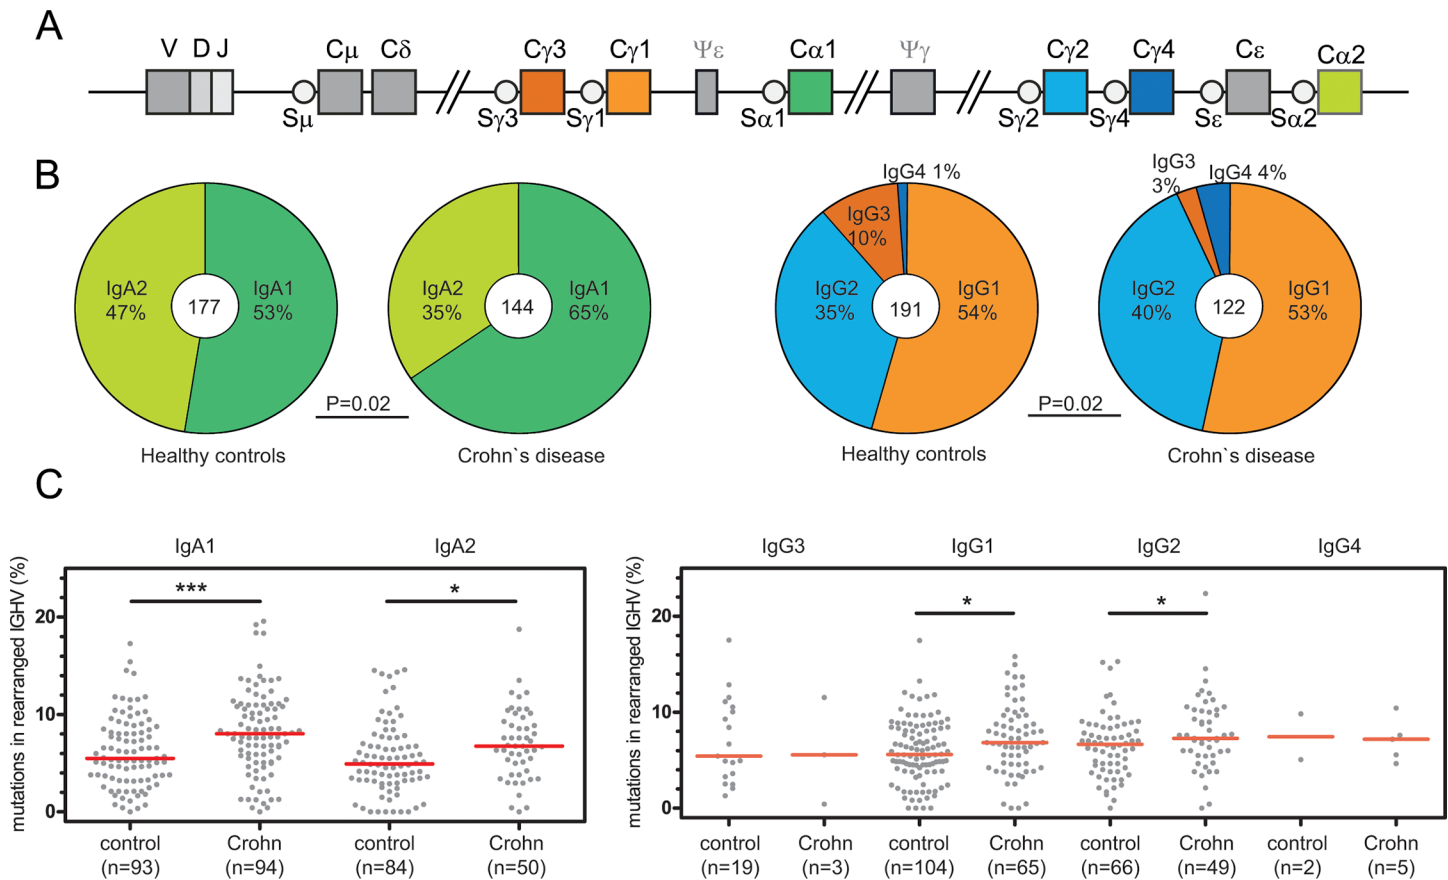 A
V D J Cμ Cδ Cγ3 Cγ1 Ψε Cα1 Ψγ Cγ2 Cγ4 Cε Cα2
Sμ Sγ3 Sγ1 Sα1 Sγ2 Sγ4 Sε Sα2
B
IgA2
47%
177
IgA1
53%
Healthy controls
P=0.02
IgA2
35%
144
IgA1
65%
Crohn`s disease
IgG4 1%
IgG3
10%
IgG2
35%
191
IgG1
54%
Healthy controls
P=0.02
IgG3
3%
IgG4 4%
IgG2
40%
122
IgG1
53%
Crohn`s disease
C
IgA1 IgA2
mutations in rearranged IGHV (%)
20
10
0
***
*
control Crohn control Crohn
(n=93) (n=94) (n=84) (n=50)
IgG3 IgG1 IgG2 IgG4
mutations in rearranged IGHV (%)
20
10
0
*
*
control Crohn control Crohn control Crohn control Crohn
(n=19) (n=3) (n=104) (n=65) (n=66) (n=49) (n=2) (n=5)